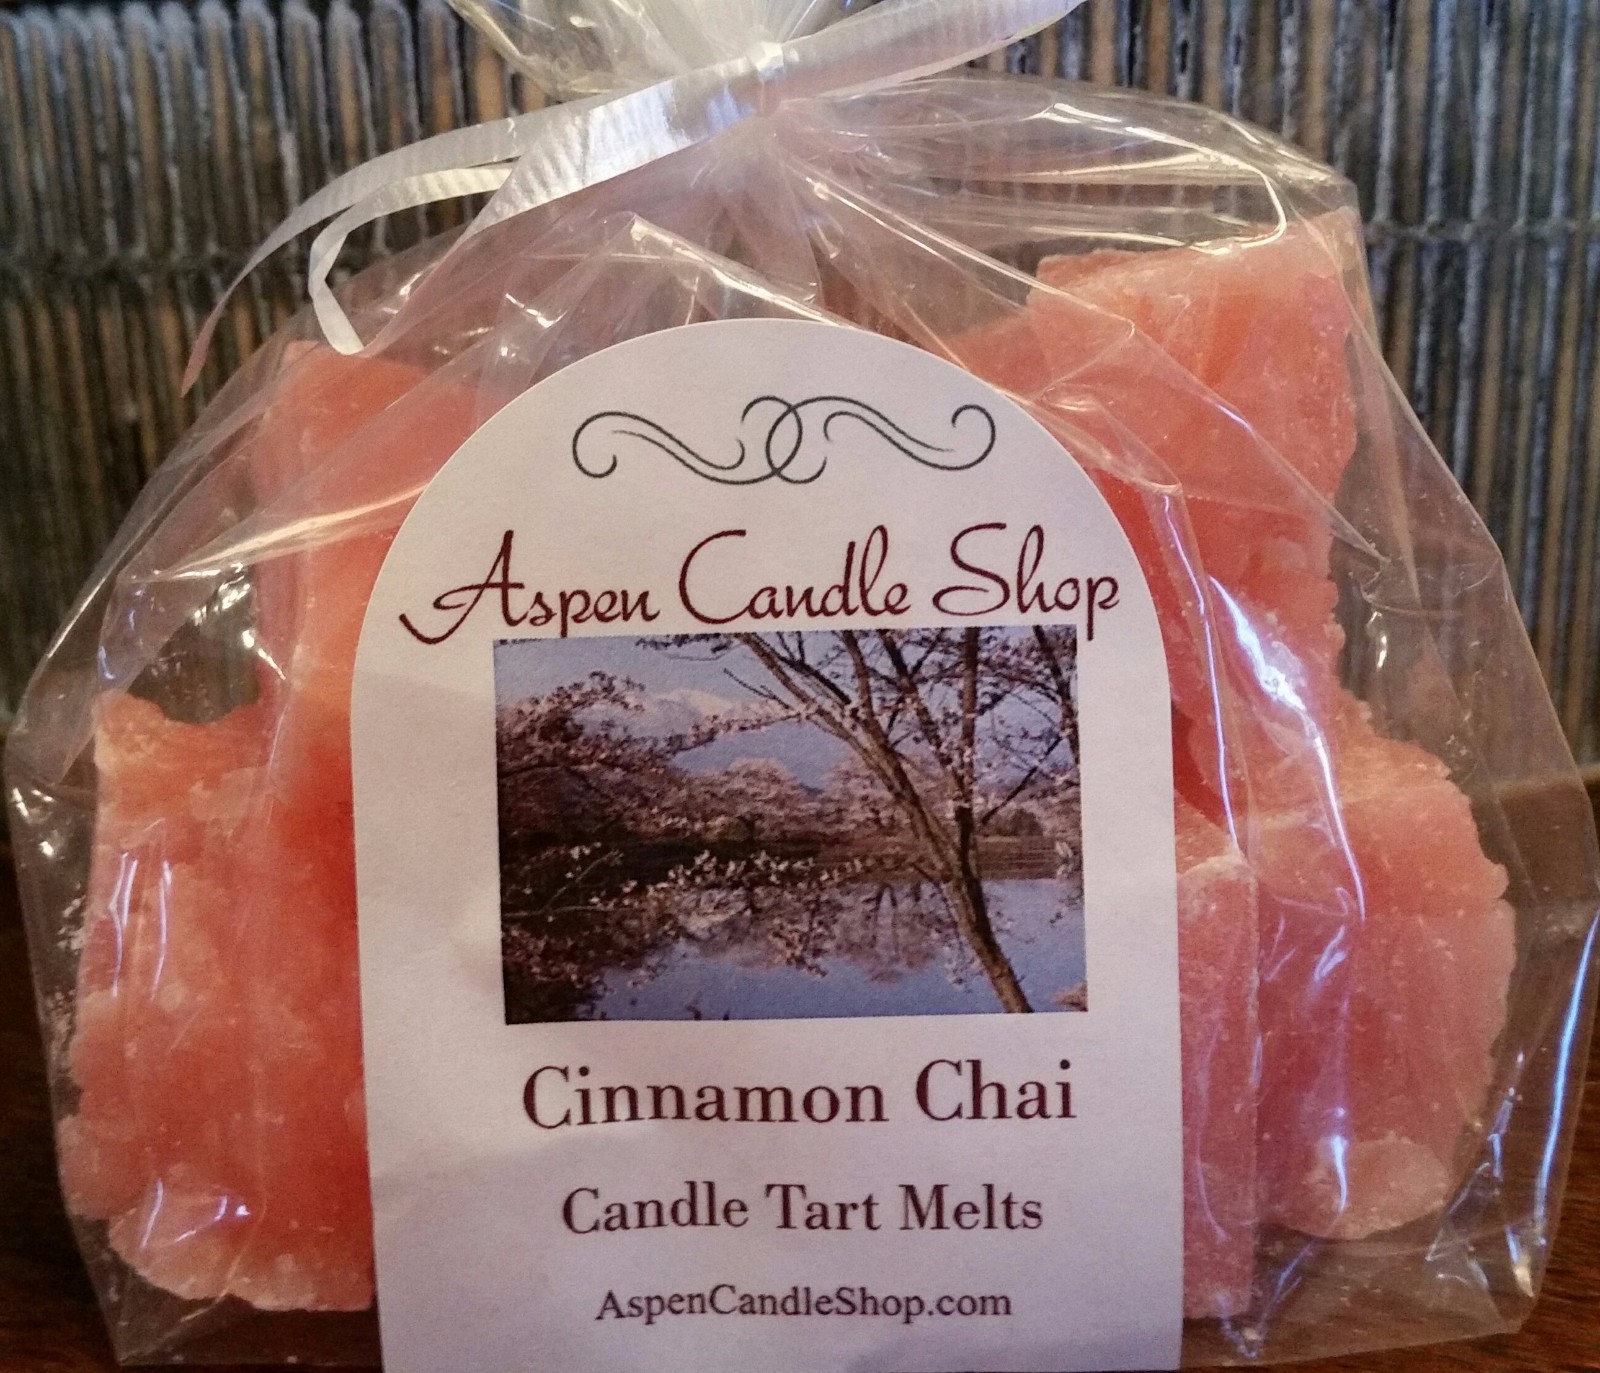 Aspen Candle Shop
Cinnamon Chai
Candle Tart Melts
AspenCandleShop.com